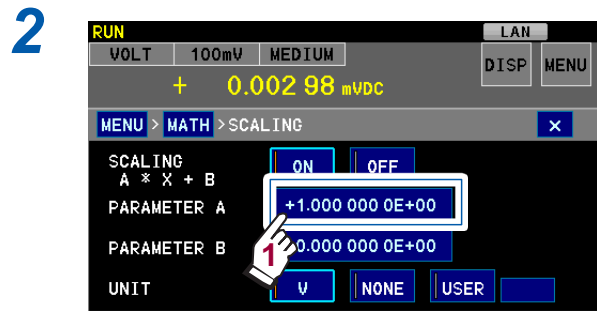 2
RUN LAN
VOLT 100mV MEDIUM DISP MENU
+ 0.002 98 mVDC
MENU > MATH >SCALING ×
SCALING ON OFF
A * X + B
PARAMETER A +1.000 000 0E+00
1
PARAMETER B 0.000 000 0E+00
UNIT V NONE USER